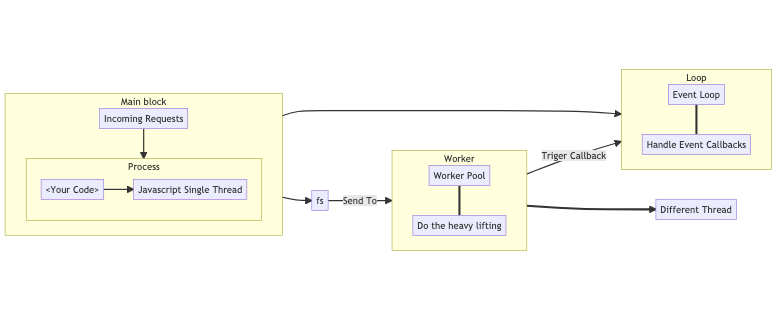 Main block
Incoming Requests
Process
<Your Code>
Javascript Single Thread
fs
Send To
Worker
Worker Pool
Do the heavy lifting
Triger Callback
Loop
Event Loop
Handle Event Callbacks
Different Thread